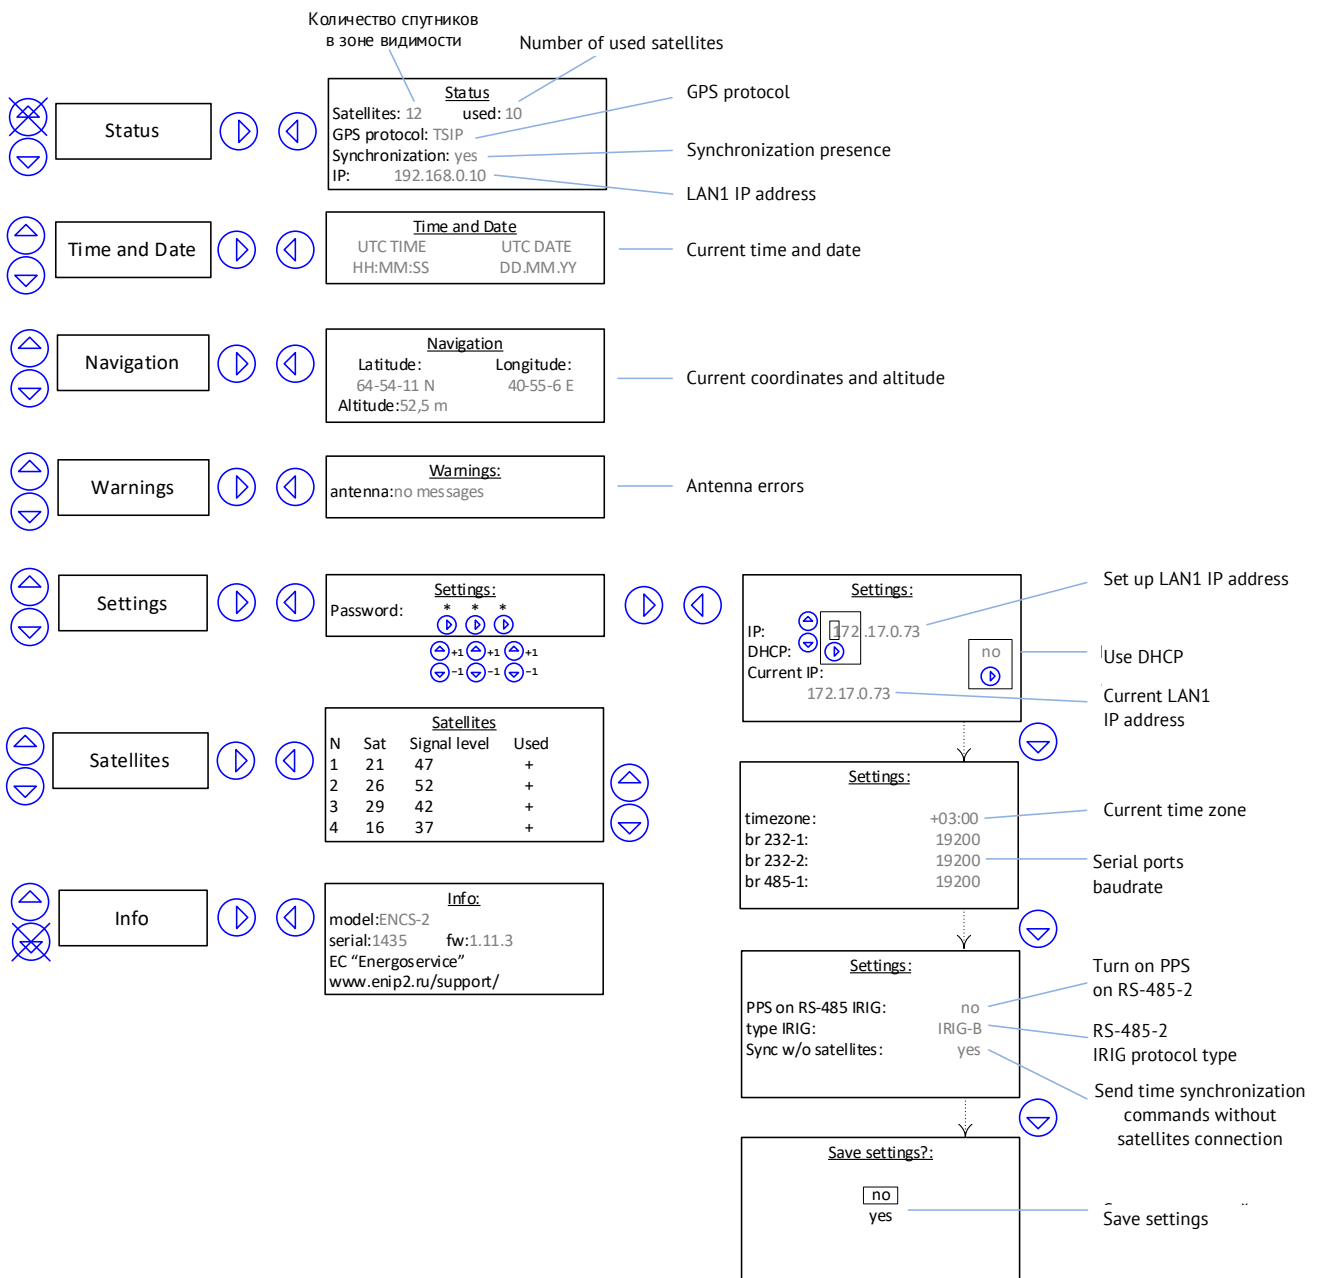 Количество спутников
в зоне видимости
Number of used satellites
Status
Status
Satellites: 12 used: 10
GPS protocol: TSIP
Synchronization: yes
IP: 192.168.0.10
GPS protocol
Synchronization presence
LAN1 IP address
Time and Date
Time and Date
UTC TIME UTC DATE
HH:MM:SS DD.MM.YY
Current time and date
Navigation
Navigation
Latitude: Longitude:
64-54-11 N 40-55-6 E
Altitude:52,5 m
Current coordinates and altitude
Warnings
Warnings:
antenna:no messages
Antenna errors
Settings
Settings:
Password: * * *
+1 +1 +1
-1 -1 -1
Settings:
IP: 172.17.0.73
DHCP: no
Current IP:
172.17.0.73
Set up LAN1 IP address
Use DHCP
Current LAN1
IP address
Satellites
Satellites
N Sat Signal level Used
1 21 47 +
2 26 52 +
3 29 42 +
4 16 37 +
Settings:
timezone: +03:00
br 232-1: 19200
br 232-2: 19200
br 485-1: 19200
Current time zone
Serial ports
baudrate
Info
Info:
model:ENCS-2
serial:1435 fw:1.11.3
EC “Energoservice”
www.enip2.ru/support/
Settings:
PPS on RS-485 IRIG: no
type IRIG: IRIG-B
Sync w/o satellites: yes
Turn on PPS
on RS-485-2
RS-485-2
IRIG protocol type
Send time synchronization
commands without
satellites connection
Save settings?:
no
yes
Save settings